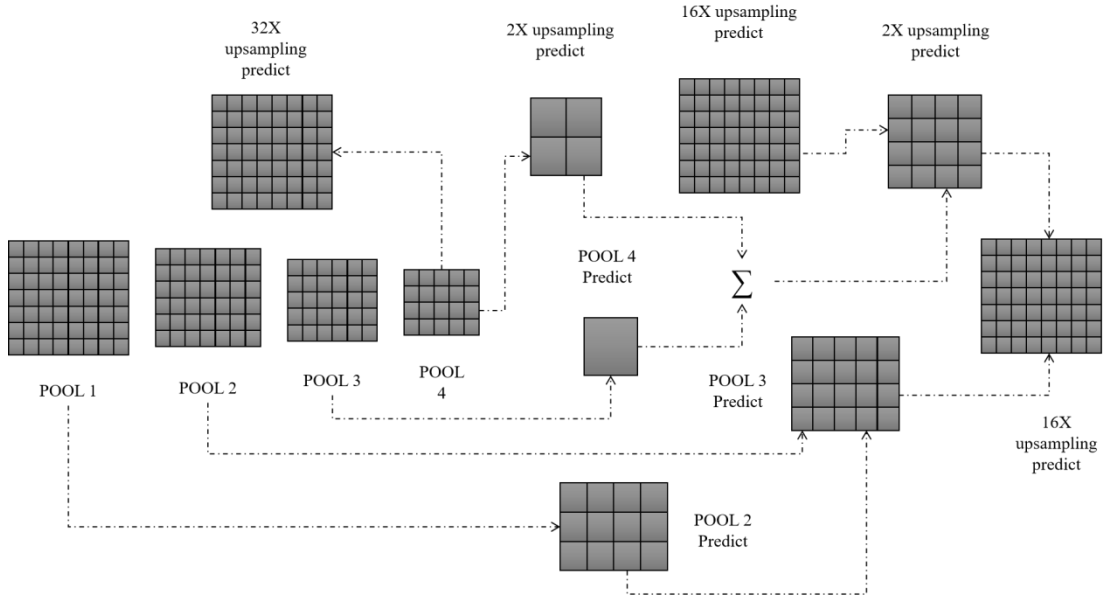 32X
upsampling
predict
2X upsampling
predict
16X upsampling
predict
2X upsampling
predict
POOL 4
Predict
∑
POOL 1
POOL 2
POOL 3
POOL
4
POOL 3
Predict
16X
upsampling
predict
POOL 2
Predict